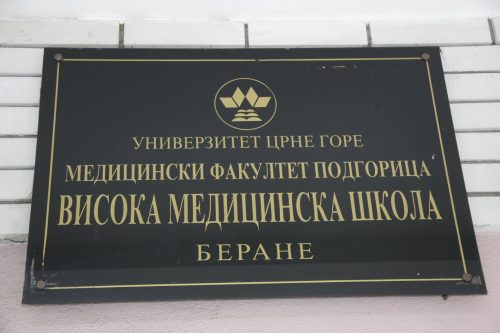 УНИВЕРЗИТЕТ ЦРНЕ ГОРЕ
МЕДИЦИНСКИ ФАКУЛТЕТ ПОДГОРИЦА
ВИСОКА МЕДИЦИНСКА ШКОЛА
БЕРАНЕ